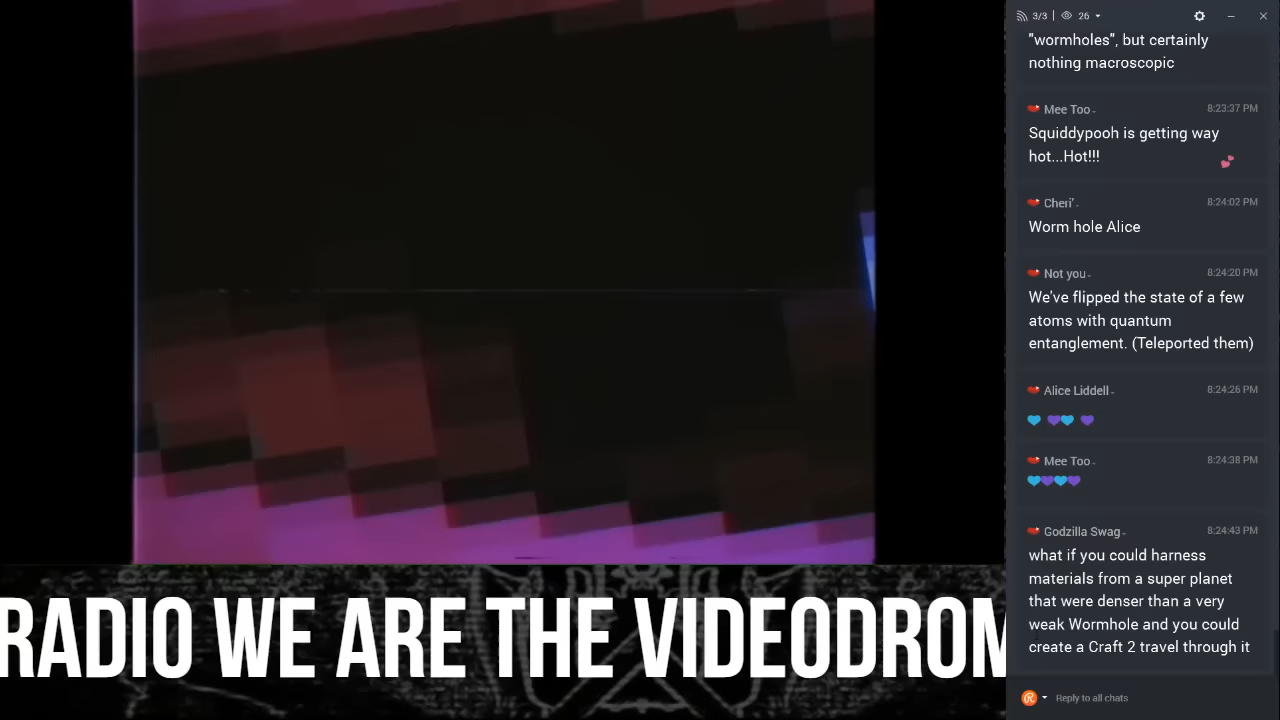 3/3 | 26
"wormholes", but certainly
nothing macroscopic
Mee Too 8:23:37 PM
Squiddypooh is getting way
hot...Hot!!!
Cheri' 8:24:02 PM
Worm hole Alice
Not you 8:24:20 PM
We've flipped the state of a few
atoms with quantum
entanglement. (Teleported them)
Alice Liddell 8:24:26 PM
Mee Too 8:24:38 PM
Godzilla Swag 8:24:43 PM
what if you could harness
materials from a super planet
that were denser than a very
weak Wormhole and you could
create a Craft 2 travel through it
Reply to all chats
RADIO WE ARE THE VIDEODROM